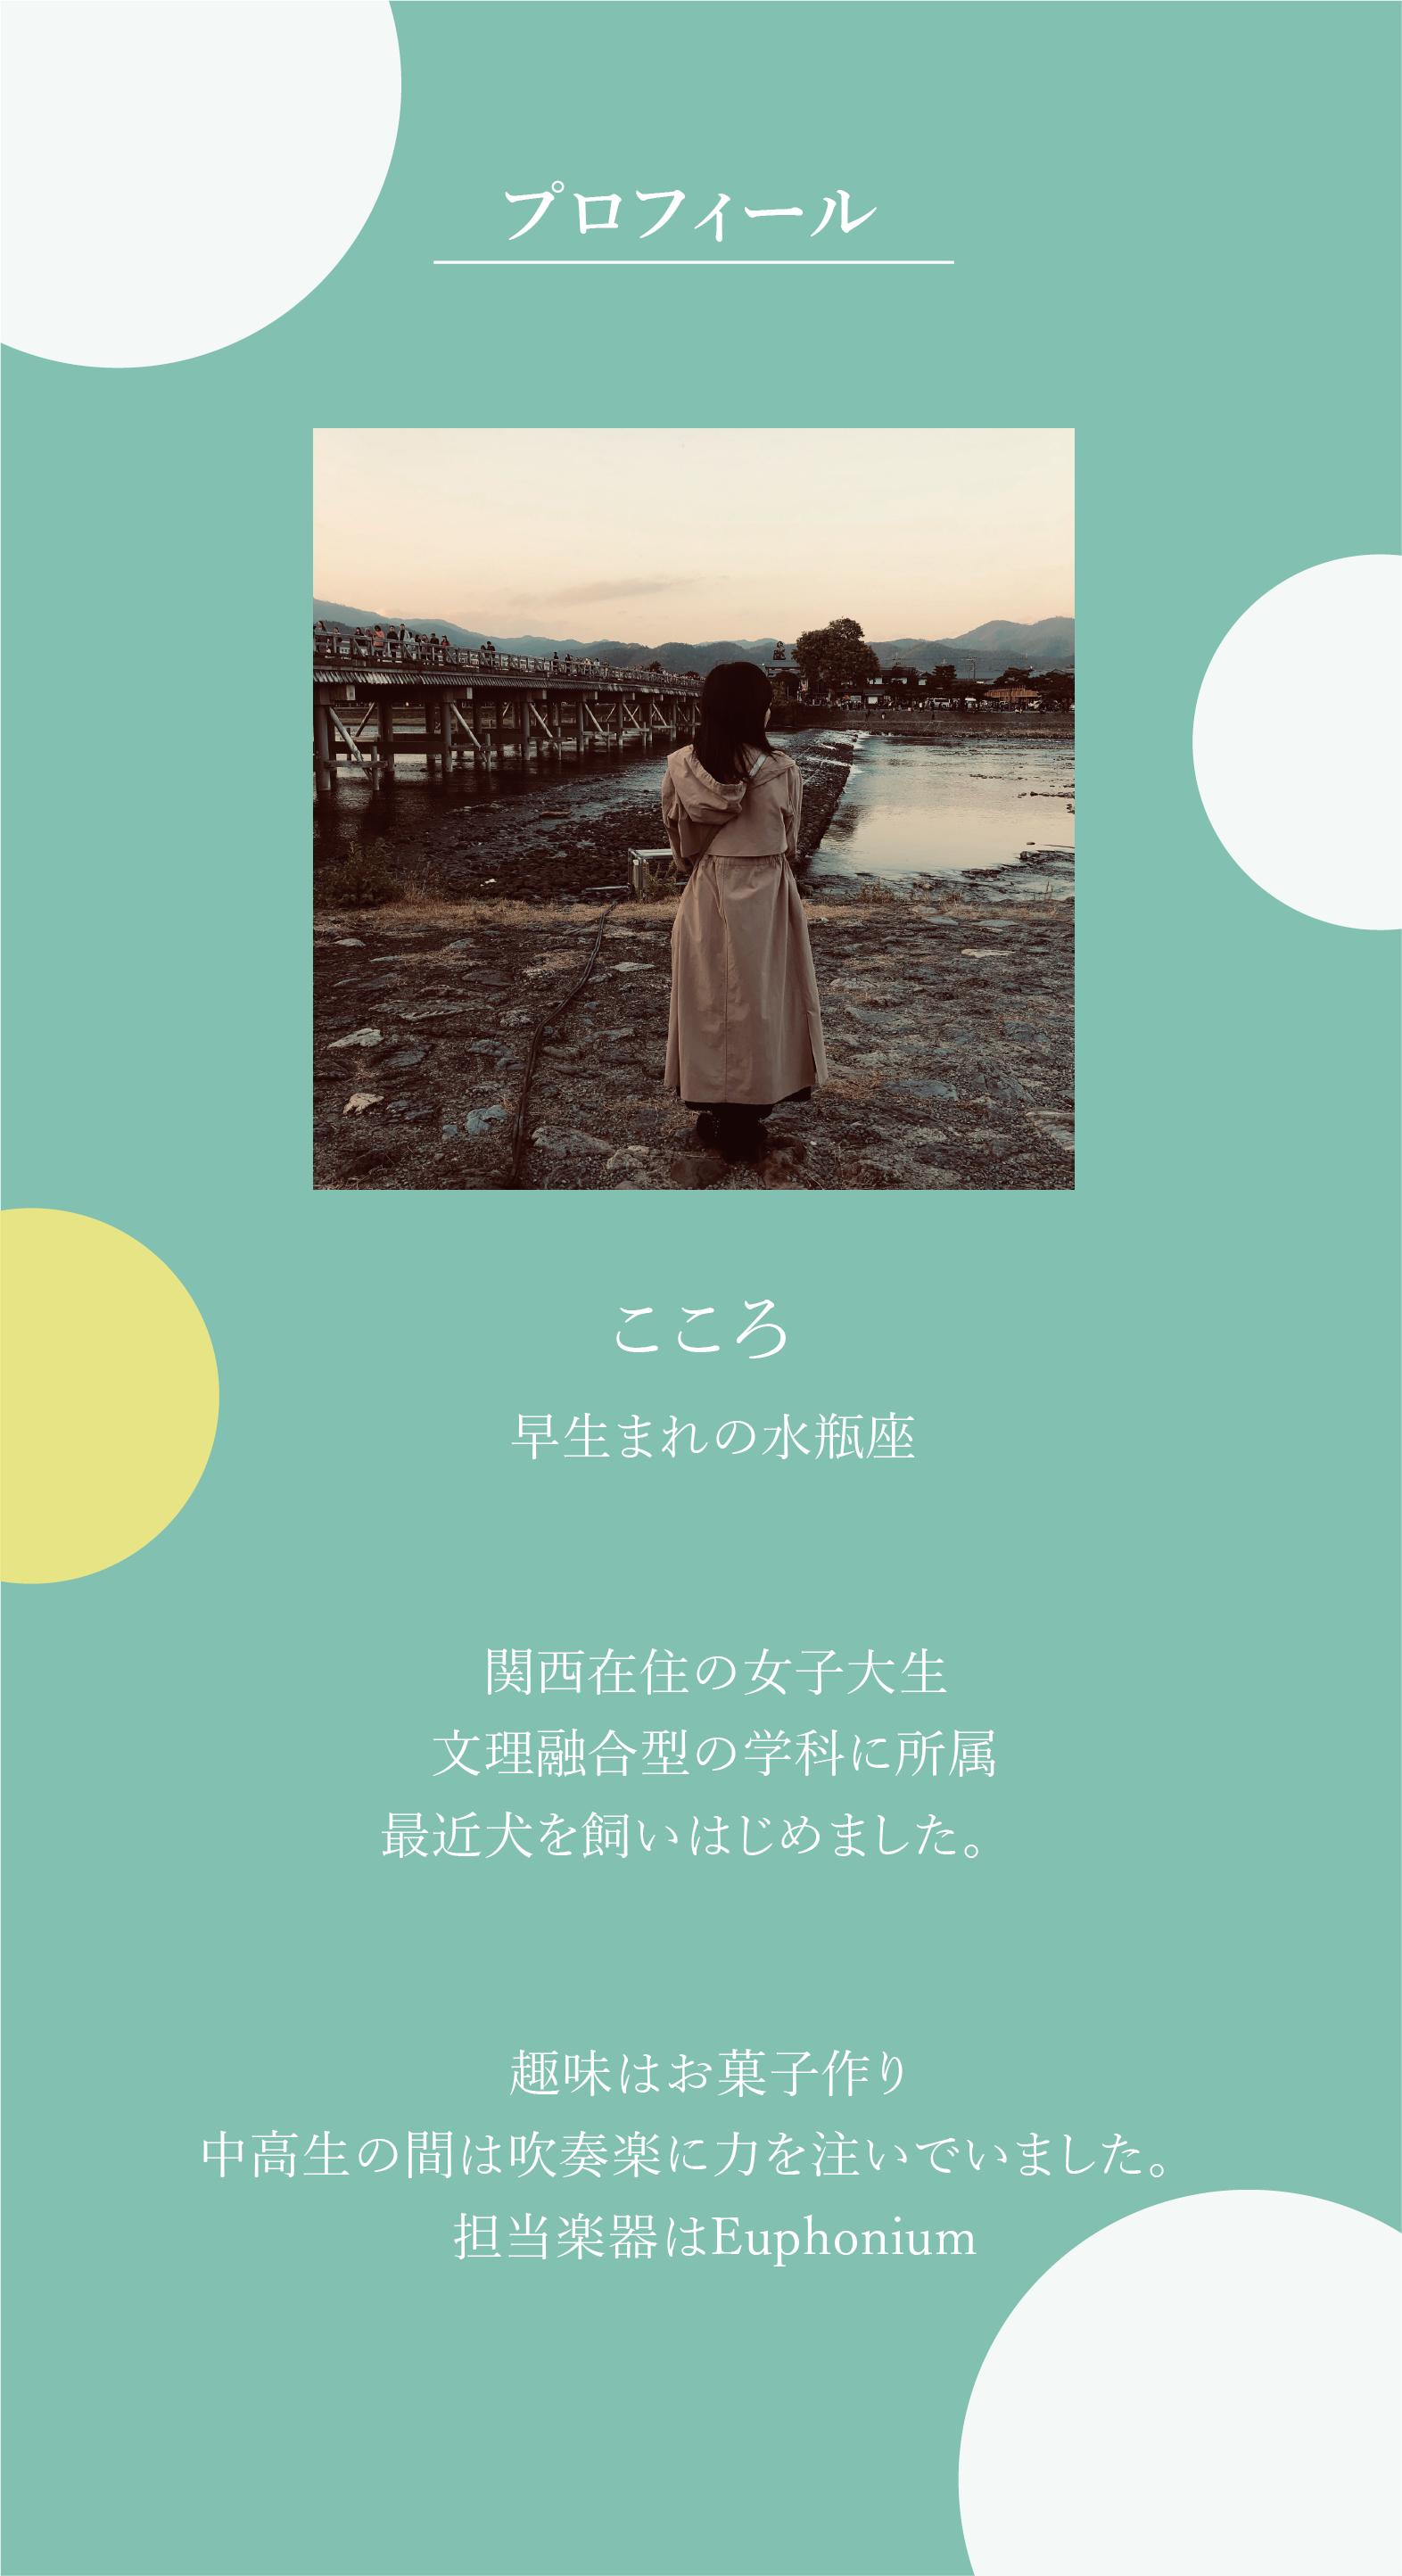 プロフィール
こころ
早生まれの水瓶座
関西在住の女子大生
文理融合型の学科に所属
最近犬を飼いはじめました。
趣味はお菓子作り
中高生の間は吹奏楽に力を注いでいました。
担当楽器はEuphonium